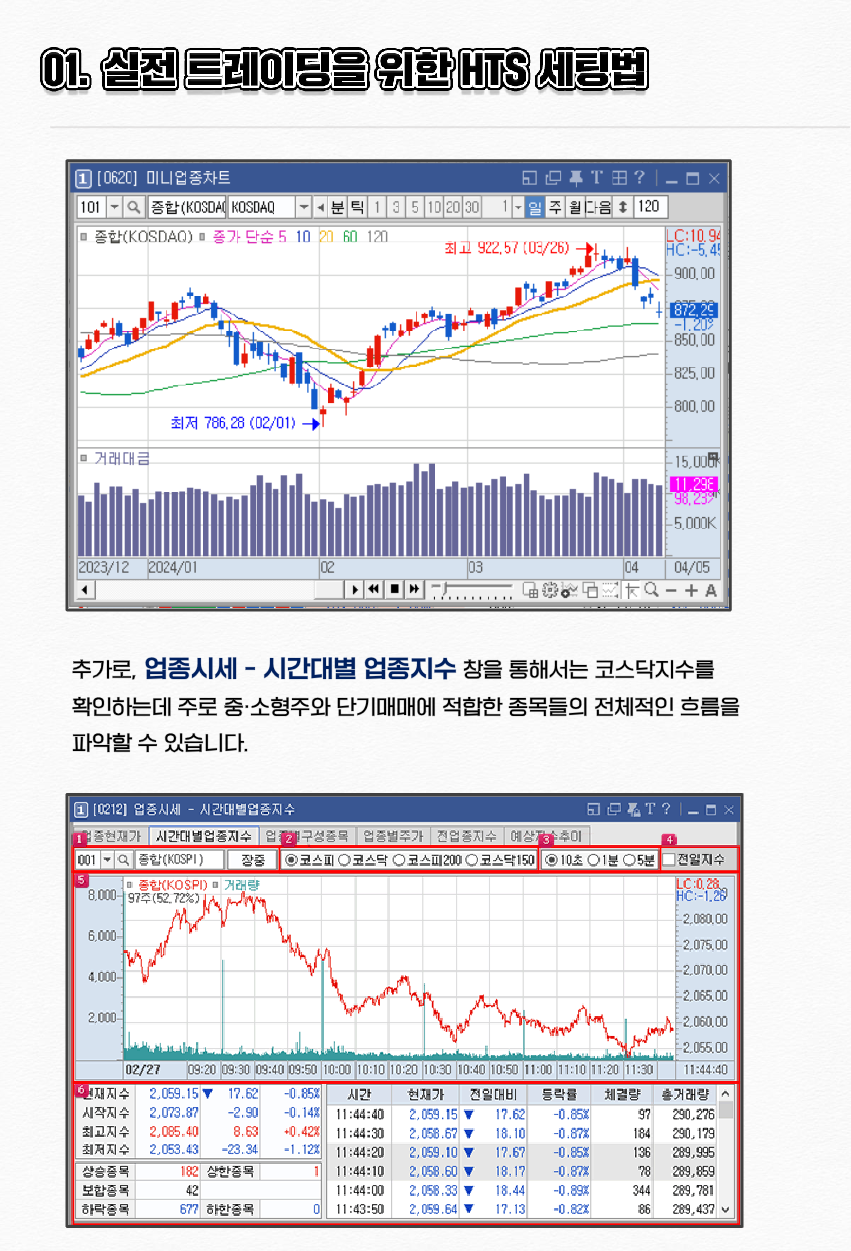 01. 실전 트레이딩을 위한 HTS 세팅법
1 [0620] 미니업종차트
101 종합(KOSDA KOSDAQ 분 틱 1 3 5 10 20 30 1 일 주 월 다음 120
종합(KOSDAQ) 종가 단순 5 10 20 60 120
LC:10,94
HC:-5,45
최고 922,57 (03/26)
900,00
872,29
-1,20%
850,00
825,00
800,00
최저 786,28 (02/01)
거래대금
15,000K
11,298
98,23%
5,000K
2023/12 2024/01 02 03 04 04/05
A
추가로, 업종시세 - 시간대별 업종지수 창을 통해서는 코스닥지수를
확인하는데 주로 중·소형주와 단기매매에 적합한 종목들의 전체적인 흐름을
파악할 수 있습니다.
1 [0212] 업종시세 - 시간대별업종지수
업종현재가 시간대별업종지수 업종별구성종목 업종별주가 전업종지수 예상지수추이
1 2 3 4
001 종합(KOSPI) 장중 코스피 코스닥 코스피200 코스닥150 10초 1분 5분 전일지수
5
종합(KOSPI) 거래량
97주(52,72%)
LC:0,28
HC:-1,26
8,000
6,000
4,000
2,000
2,080,00
2,075,00
2,070,00
2,065,00
2,060,00
2,055,00
02/27 09:20 09:30 09:40 09:50 10:00 10:10 10:20 10:30 10:40 10:50 11:00 11:10 11:20 11:30 11:44:40
6
현재지수 2,059.15 ▼ 17.62 -0.85%
시작지수 2,073.87 -2.90 -0.14%
최고지수 2,085.40 8.63 +0.42%
최저지수 2,053.43 -23.34 -1.12%
상승종목 182 상한종목 1
보합종목 42
하락종목 677 하한종목 0
시간 현재가 전일대비 등락률 체결량 총거래량
11:44:40 2,059.15 ▼ 17.62 -0.85% 97 290,276
11:44:30 2,058.67 ▼ 18.10 -0.87% 184 290,179
11:44:20 2,059.10 ▼ 17.67 -0.85% 136 289,995
11:44:10 2,058.60 ▼ 18.17 -0.87% 78 289,859
11:44:00 2,058.33 ▼ 18.44 -0.89% 344 289,781
11:43:50 2,059.64 ▼ 17.13 -0.82% 86 289,437